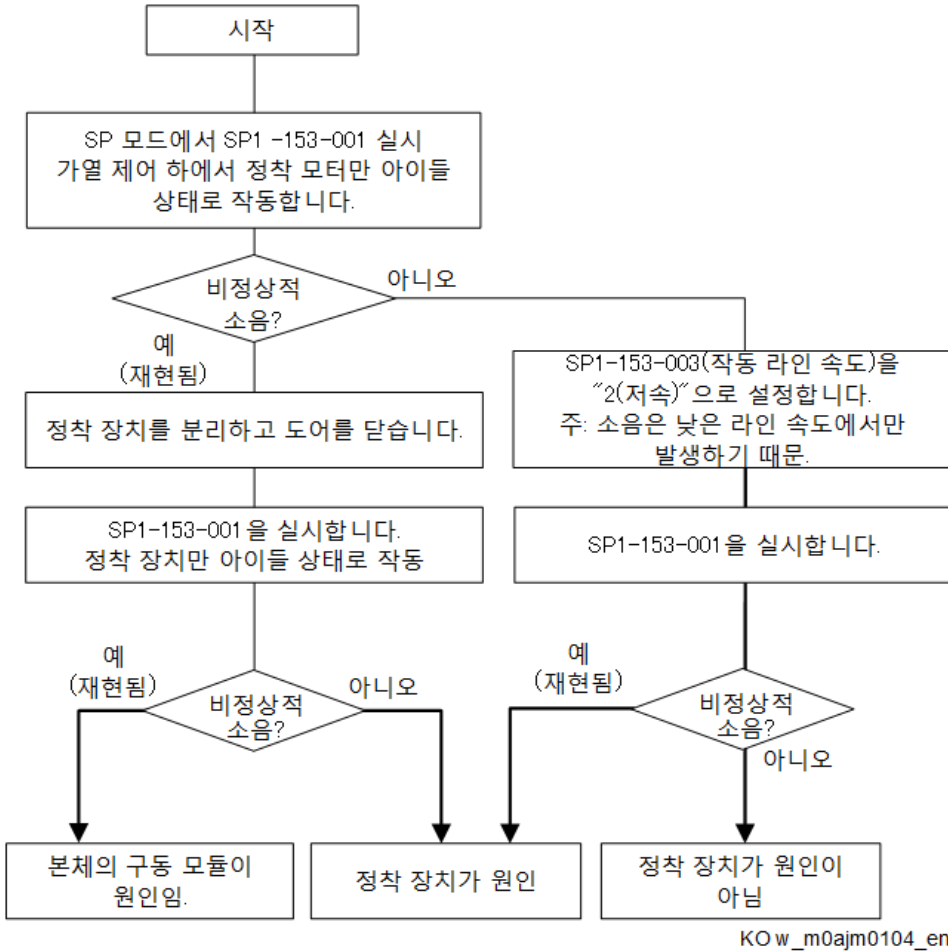 시작
SP 모드에서 SP1 -153-001 실시
가열 제어 하에서 정착 모터만 아이들
상태로 작동합니다.
비정상적
소음?
아니오
예
(재현됨)
SP1-153-003(작동 라인 속도)을
"2(저속)"으로 설정합니다.
주: 소음은 낮은 라인 속도에서만
발생하기 때문.
정착 장치를 분리하고 도어를 닫습니다.
SP1-153-001을 실시합니다.
정착 장치만 아이들 상태로 작동
SP1-153-001을 실시합니다.
예
(재현됨)
비정상적
소음?
아니오
예
(재현됨)
비정상적
소음?
아니오
본체의 구동 모듈이
원인임.
정착 장치가 원인
정착 장치가 원인이
아님
KOw_m0ajm0104_en